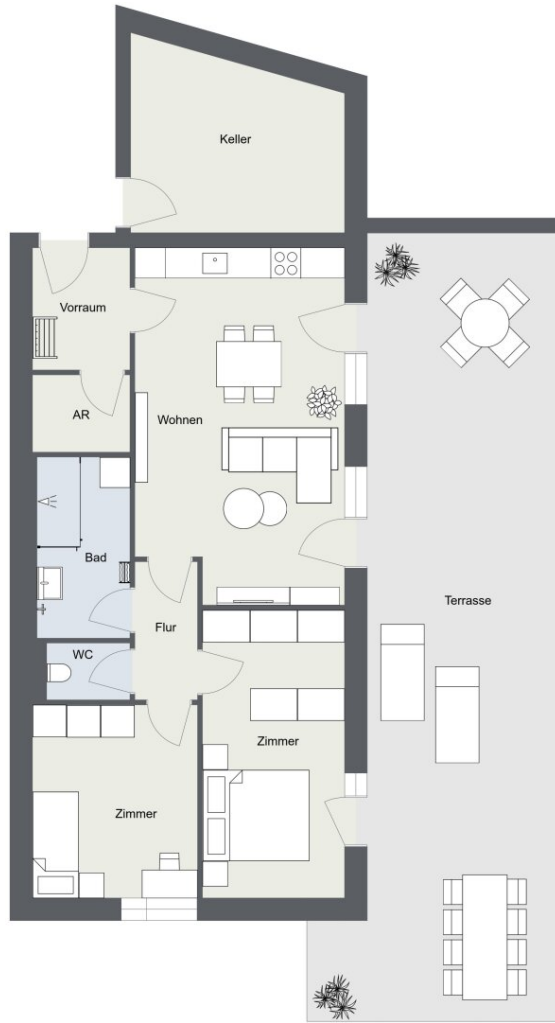 Keller
Vorraum
AR
Wohnen
Bad
Terrasse
Flur
WC
Zimmer
Zimmer